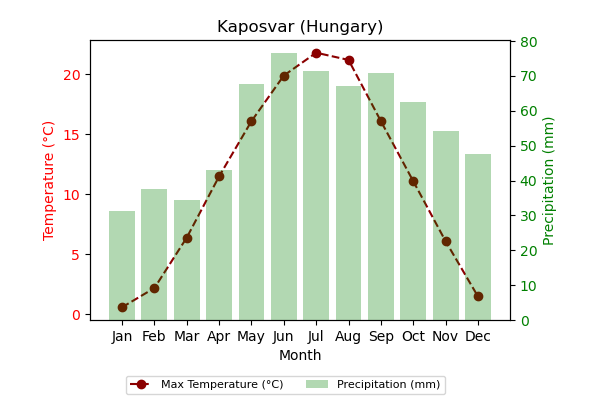 Kaposvar (Hungary)
Temperature (°C)
20
15
10
5
0
80
70
60
50
40
30
20
10
0
Precipitation (mm)
Jan Feb Mar Apr May Jun Jul Aug Sep Oct Nov Dec
Month
Max Temperature (°C) Precipitation (mm)